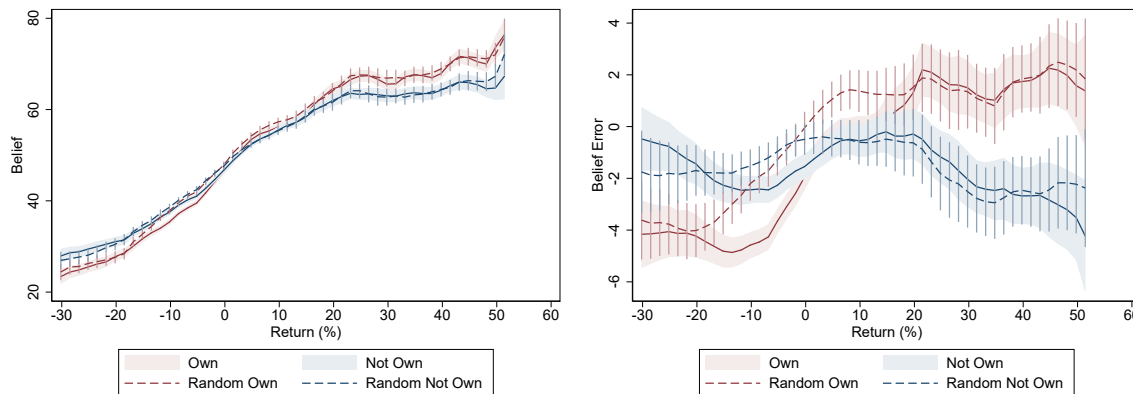 80
60
40
20
Belief
-30 -20 -10 0 10 20 30 40 50 60
Return (%)
Own Not Own
Random Own Random Not Own
4
2
0
-2
-4
-6
Belief Error
-30 -20 -10 0 10 20 30 40 50 60
Return (%)
Own Not Own
Random Own Random Not Own